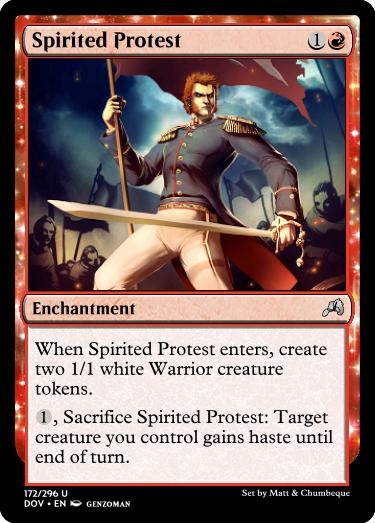 Spirited Protest 1
Enchantment
When Spirited Protest enters, create
two 1/1 white Warrior creature
tokens.
1, Sacrifice Spirited Protest: Target
creature you control gains haste until
end of turn.
172/296 U
DOV • EN GENZOMAN
Set by Matt & Chumbeque